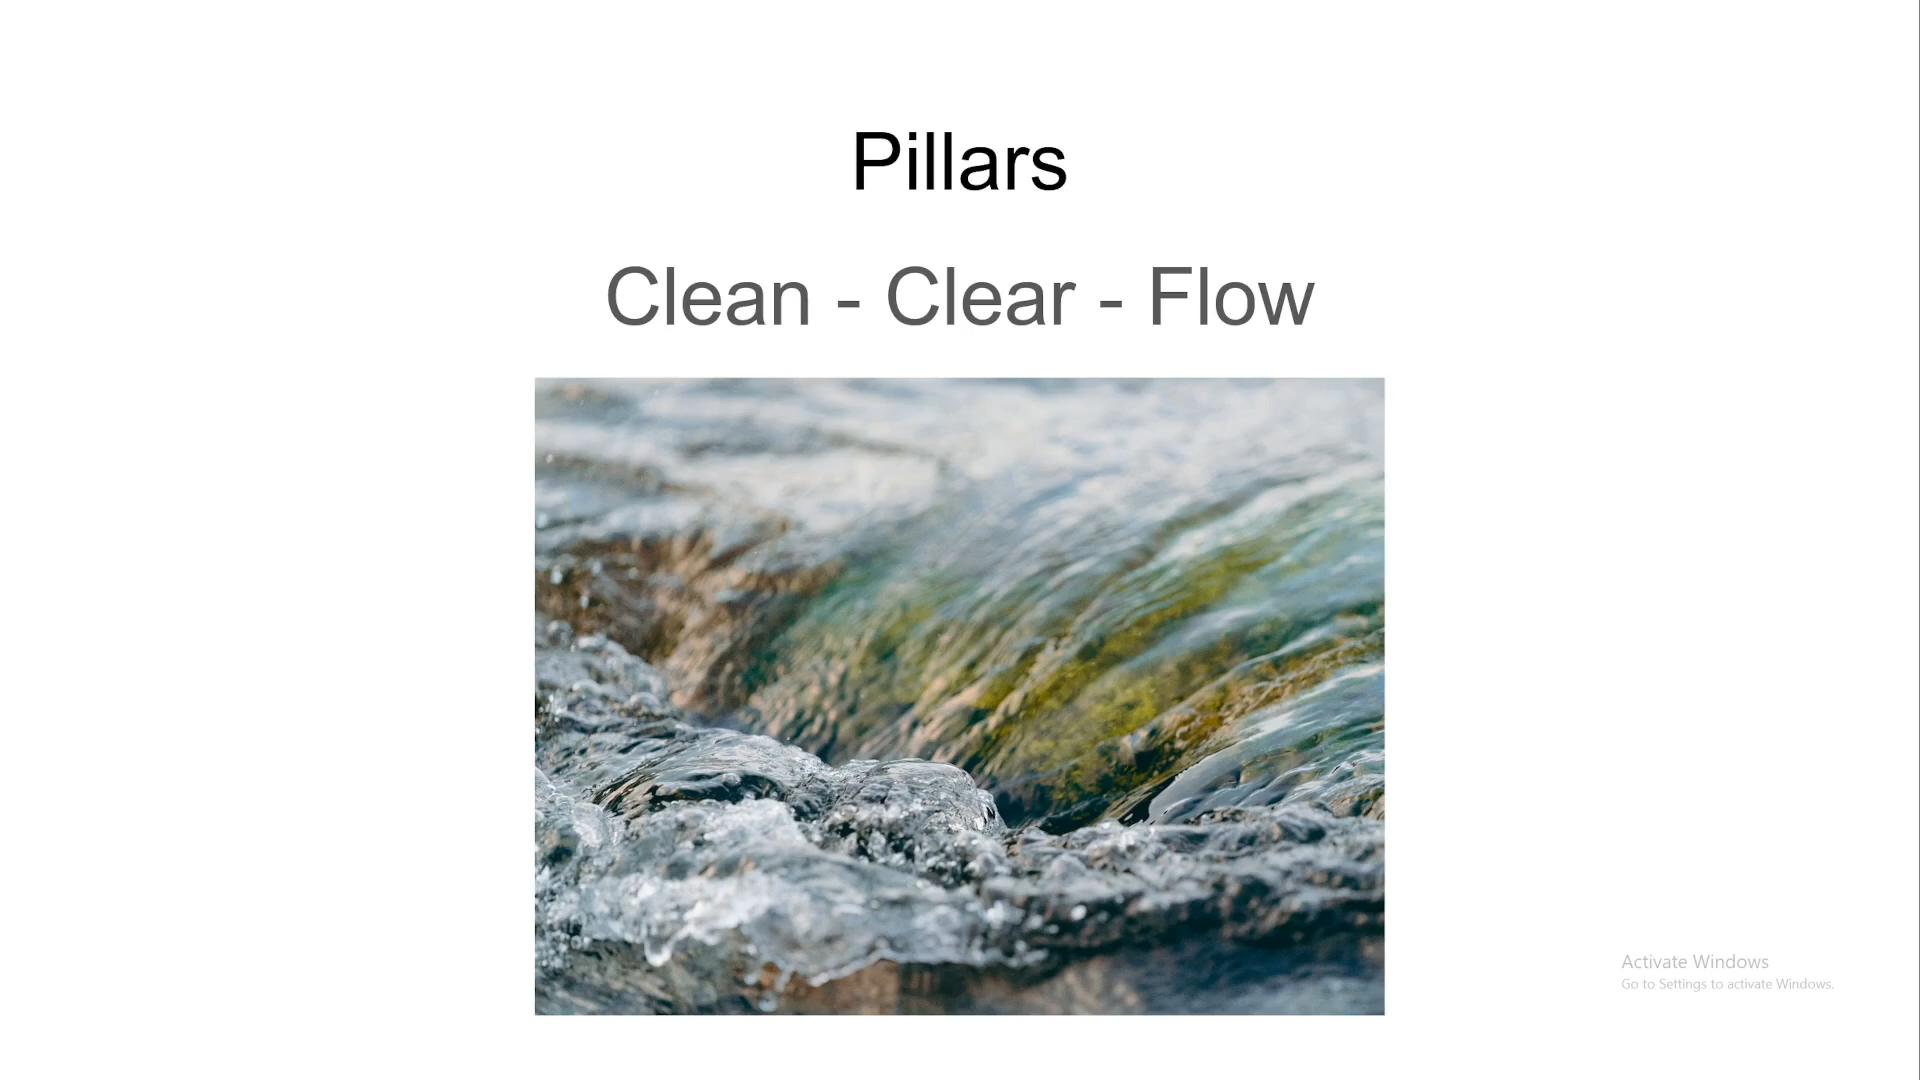 Pillars
Clean - Clear - Flow
Activate Windows
Go to Settings to activate Windows.